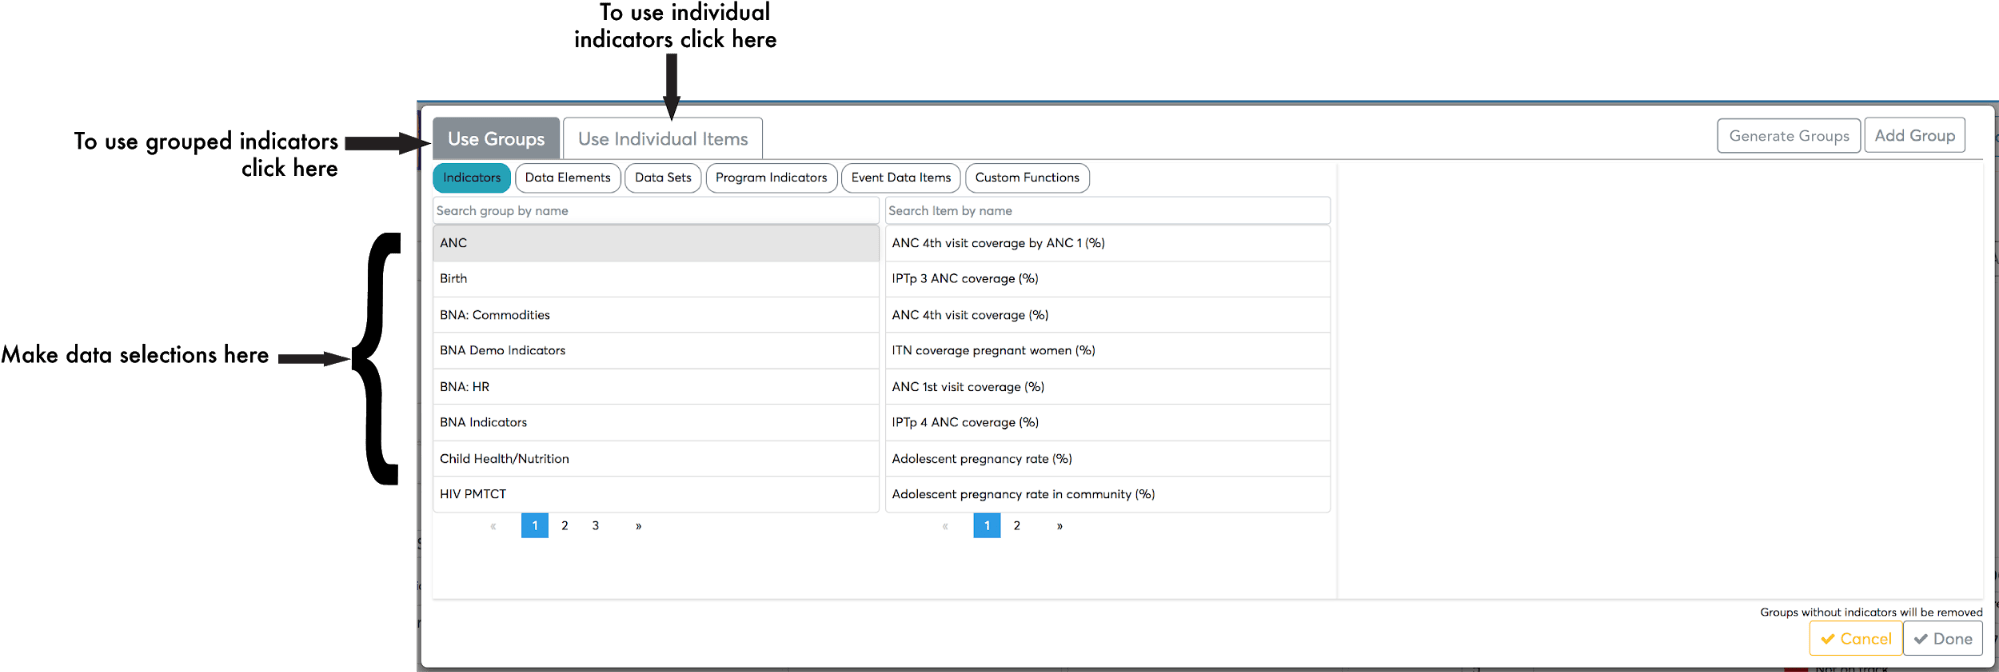 To use individual
indicators click here
To use grouped indicators
click here
Make data selections here
Use Groups
Use Individual Items
Generate Groups
Add Group
Indicators
Data Elements
Data Sets
Program Indicators
Event Data Items
Custom Functions
Search group by name
Search Item by name
ANC
ANC 4th visit coverage by ANC 1 (%)
Birth
IPTp 3 ANC coverage (%)
BNA: Commodities
ANC 4th visit coverage (%)
BNA Demo Indicators
ITN coverage pregnant women (%)
BNA: HR
ANC 1st visit coverage (%)
BNA Indicators
IPTp 4 ANC coverage (%)
Child Health/Nutrition
Adolescent pregnancy rate (%)
HIV PMTCT
Adolescent pregnancy rate in community (%)
« 1 2 3 »
« 1 2 »
Groups without indicators will be removed
Cancel
Done